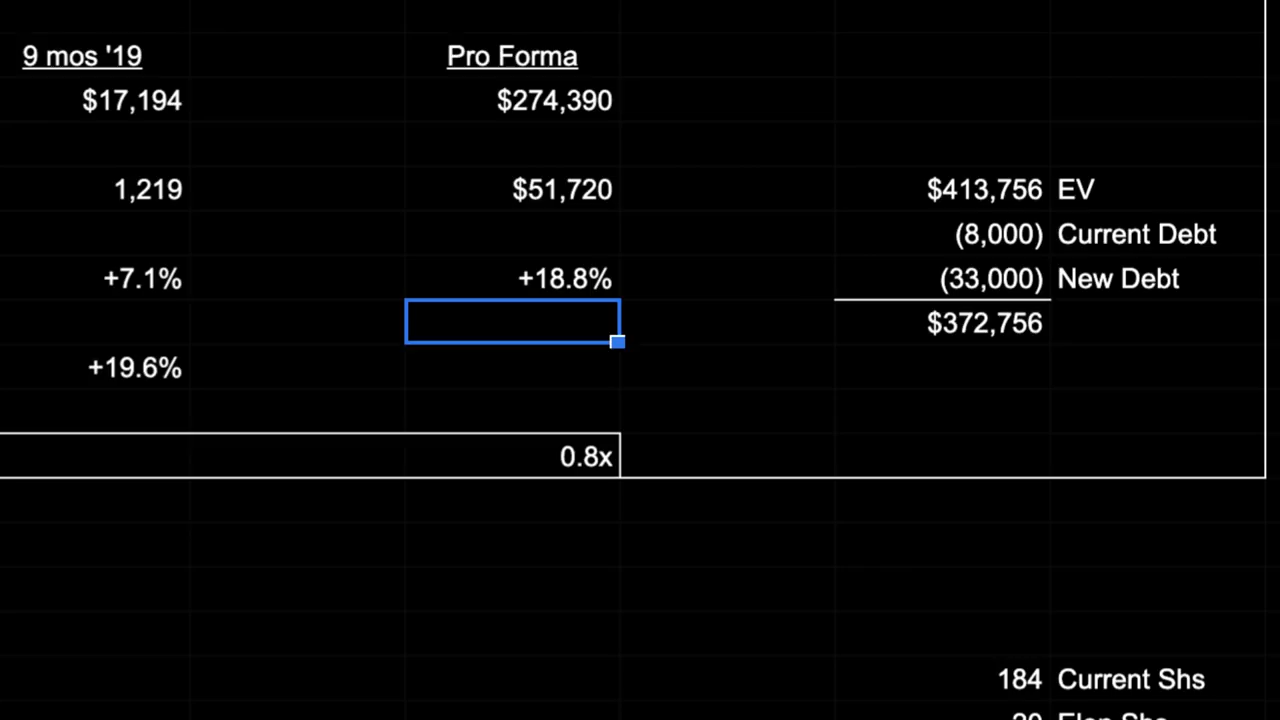 9 mos '19 Pro Forma
$17,194 $274,390
1,219 $51,720 $413,756 EV
(8,000) Current Debt
+7.1% +18.8% (33,000) New Debt
$372,756
+19.6%
0.8x
184 Current Shs